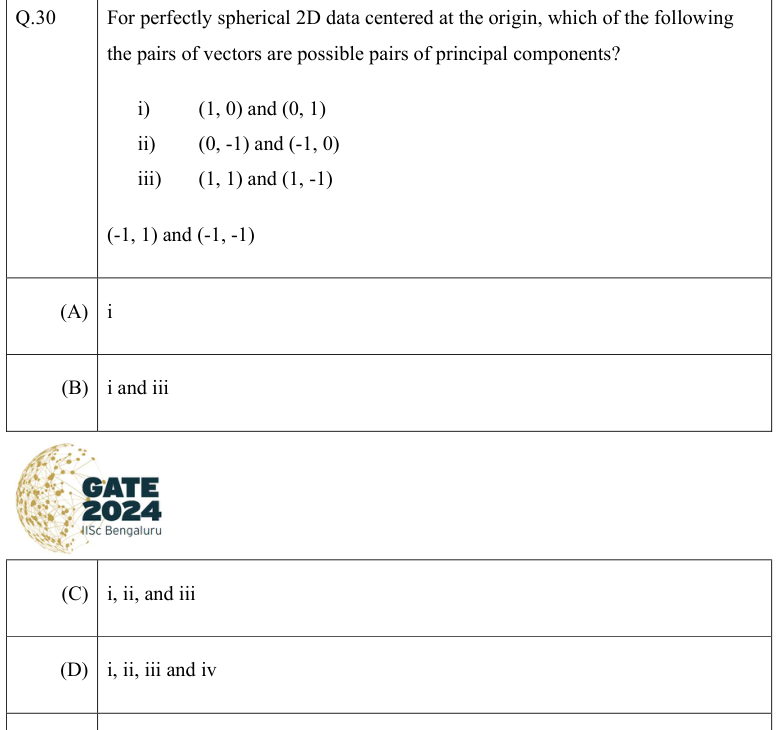 Q.30 For perfectly spherical 2D data centered at the origin, which of the following
the pairs of vectors are possible pairs of principal components?
i) (1, 0) and (0, 1)
ii) (0, -1) and (-1, 0)
iii) (1, 1) and (1, -1)
(-1, 1) and (-1, -1)
(A) i
(B) i and iii
GATE
2024
IISc Bengaluru
(C) i, ii, and iii
(D) i, ii, iii and iv